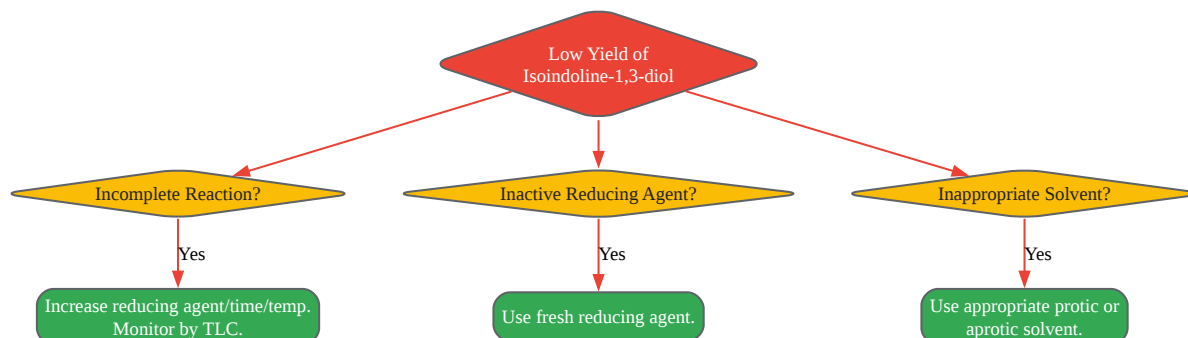 Low Yield of
Isoindoline-1,3-diol
Incomplete Reaction?
Inactive Reducing Agent?
Inappropriate Solvent?
Yes
Yes
Yes
Increase reducing agent/time/temp.
Monitor by TLC.
Use fresh reducing agent.
Use appropriate protic or
aprotic solvent.